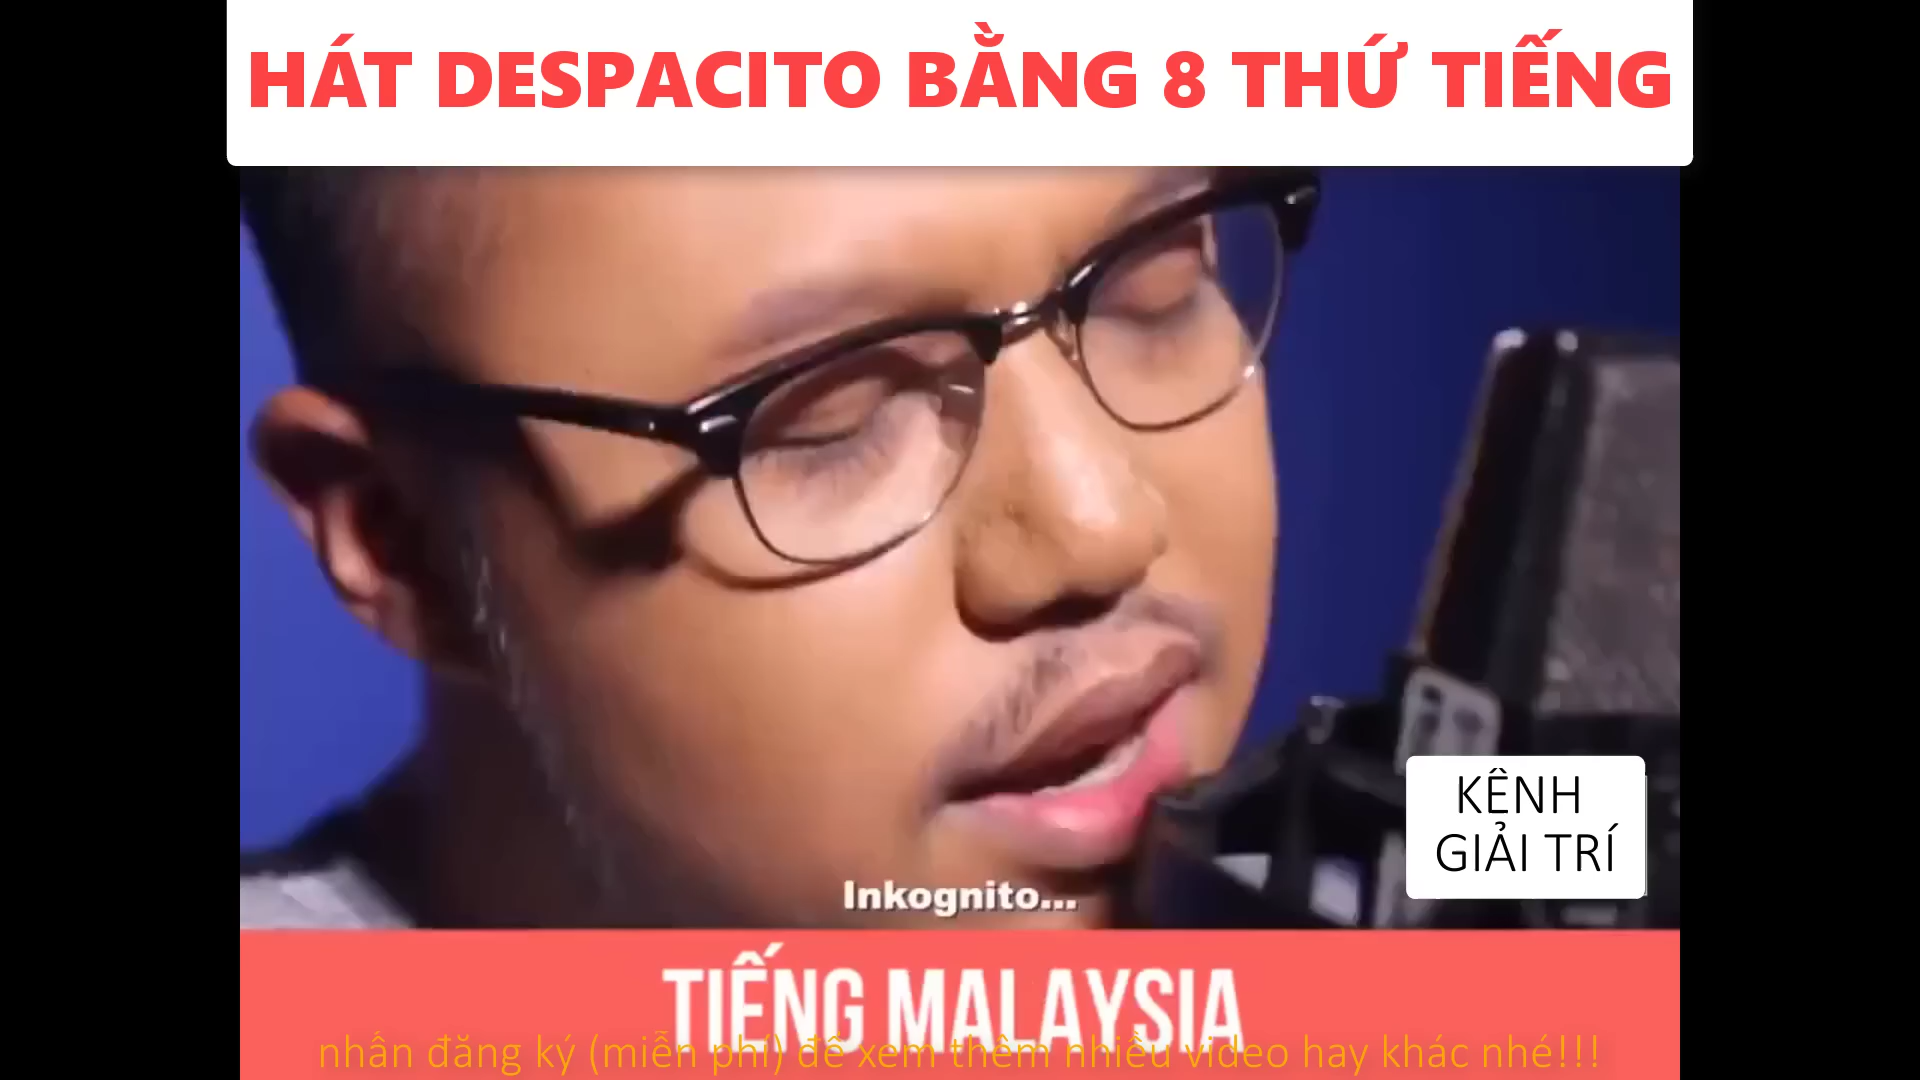 HÁT DESPACITO BẰNG 8 THỨ TIẾNG
KÊNH
GIẢI TRÍ
Inkognito...
TIẾNG MALAYSIA
nhấn đăng ký (miễn phí) để xem thêm nhiều video hay khác nhé!!!